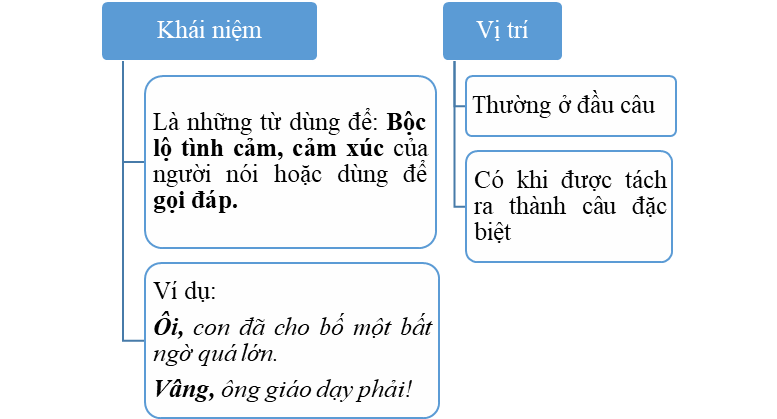 Khái niệm
Là những từ dùng để: Bộc
lộ tình cảm, cảm xúc của
người nói hoặc dùng để
gọi đáp.
Ví dụ:
Ôi, con đã cho bố một bất
ngờ quá lớn.
Vâng, ông giáo dạy phải!
Vị trí
Thường ở đầu câu
Có khi được tách
ra thành câu đặc
biệt